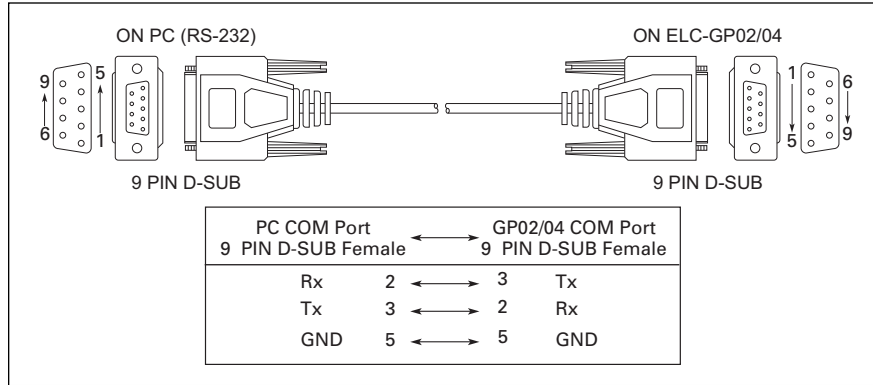 ON PC (RS-232)
ON ELC-GP02/04
9 5
6 1
1 6
5 9
9 PIN D-SUB
9 PIN D-SUB
PC COM Port GP02/04 COM Port
9 PIN D-SUB Female 9 PIN D-SUB Female
Rx 2 3 Tx
Tx 3 2 Rx
GND 5 5 GND